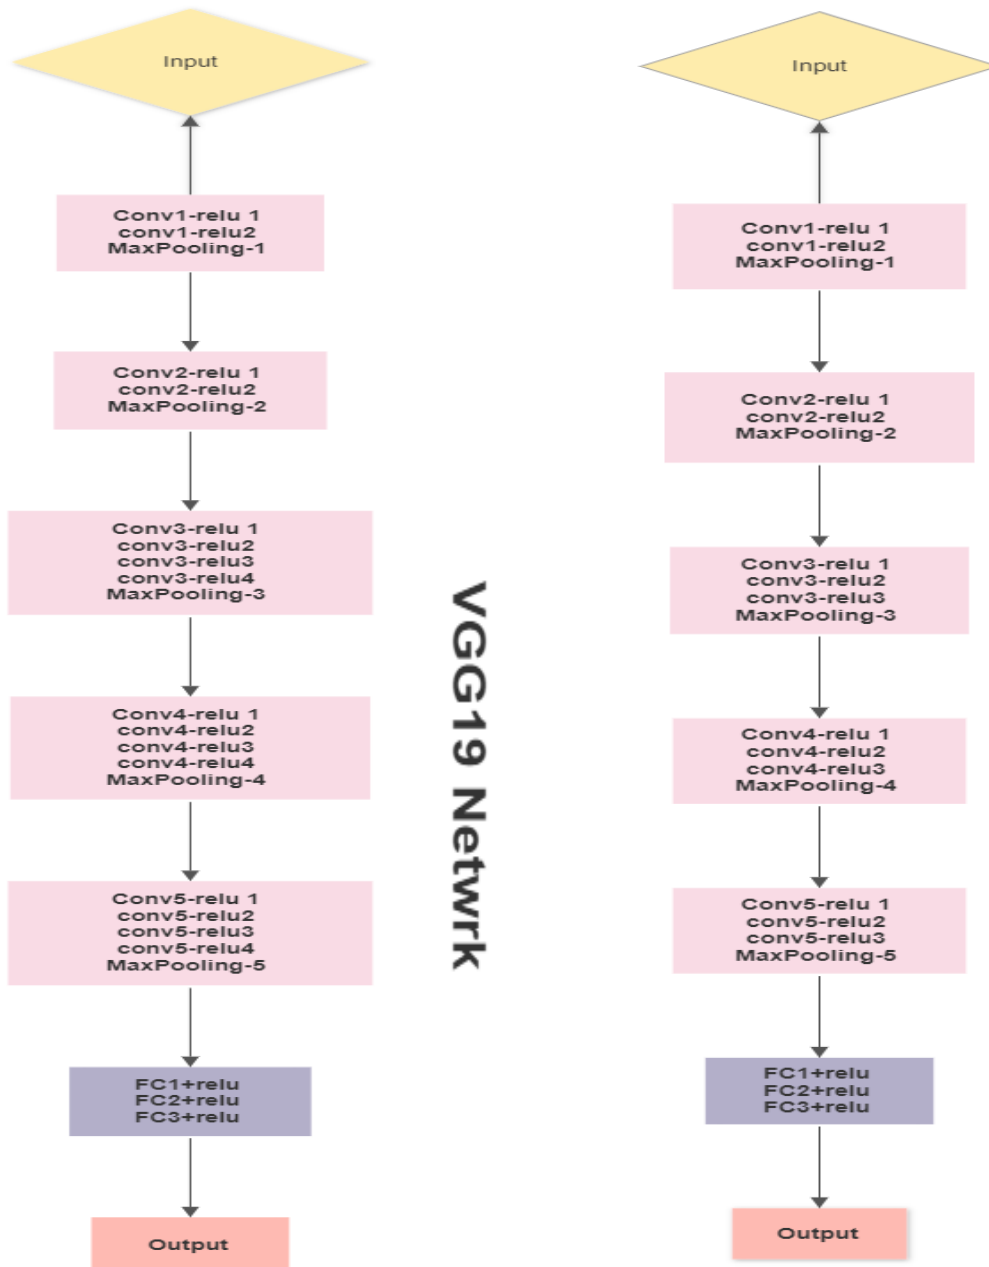 Input
Conv1-relu 1
conv1-relu2
MaxPooling-1
Conv2-relu 1
conv2-relu2
MaxPooling-2
Conv3-relu 1
conv3-relu2
conv3-relu3
conv3-relu4
MaxPooling-3
Conv4-relu 1
conv4-relu2
conv4-relu3
conv4-relu4
MaxPooling-4
Conv5-relu 1
conv5-relu2
conv5-relu3
conv5-relu4
MaxPooling-5
FC1+relu
FC2+relu
FC3+relu
Output
VGG19 Netwrk
Input
Conv1-relu 1
conv1-relu2
MaxPooling-1
Conv2-relu 1
conv2-relu2
MaxPooling-2
Conv3-relu 1
conv3-relu2
conv3-relu3
MaxPooling-3
Conv4-relu 1
conv4-relu2
conv4-relu3
MaxPooling-4
Conv5-relu 1
conv5-relu2
conv5-relu3
MaxPooling-5
FC1+relu
FC2+relu
FC3+relu
Output